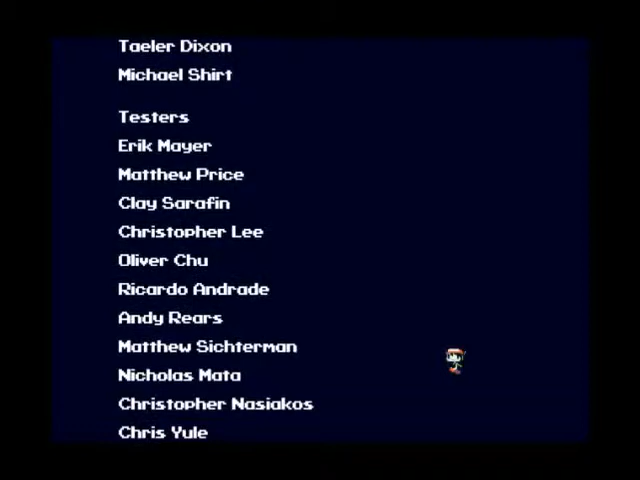 Taeler Dixon
Michael Shirt
Testers
Erik Mayer
Matthew Price
Clay Sarafin
Christopher Lee
Oliver Chu
Ricardo Andrade
Andy Rears
Matthew Sichterman
Nicholas Mata
Christopher Nasiakos
Chris Yule